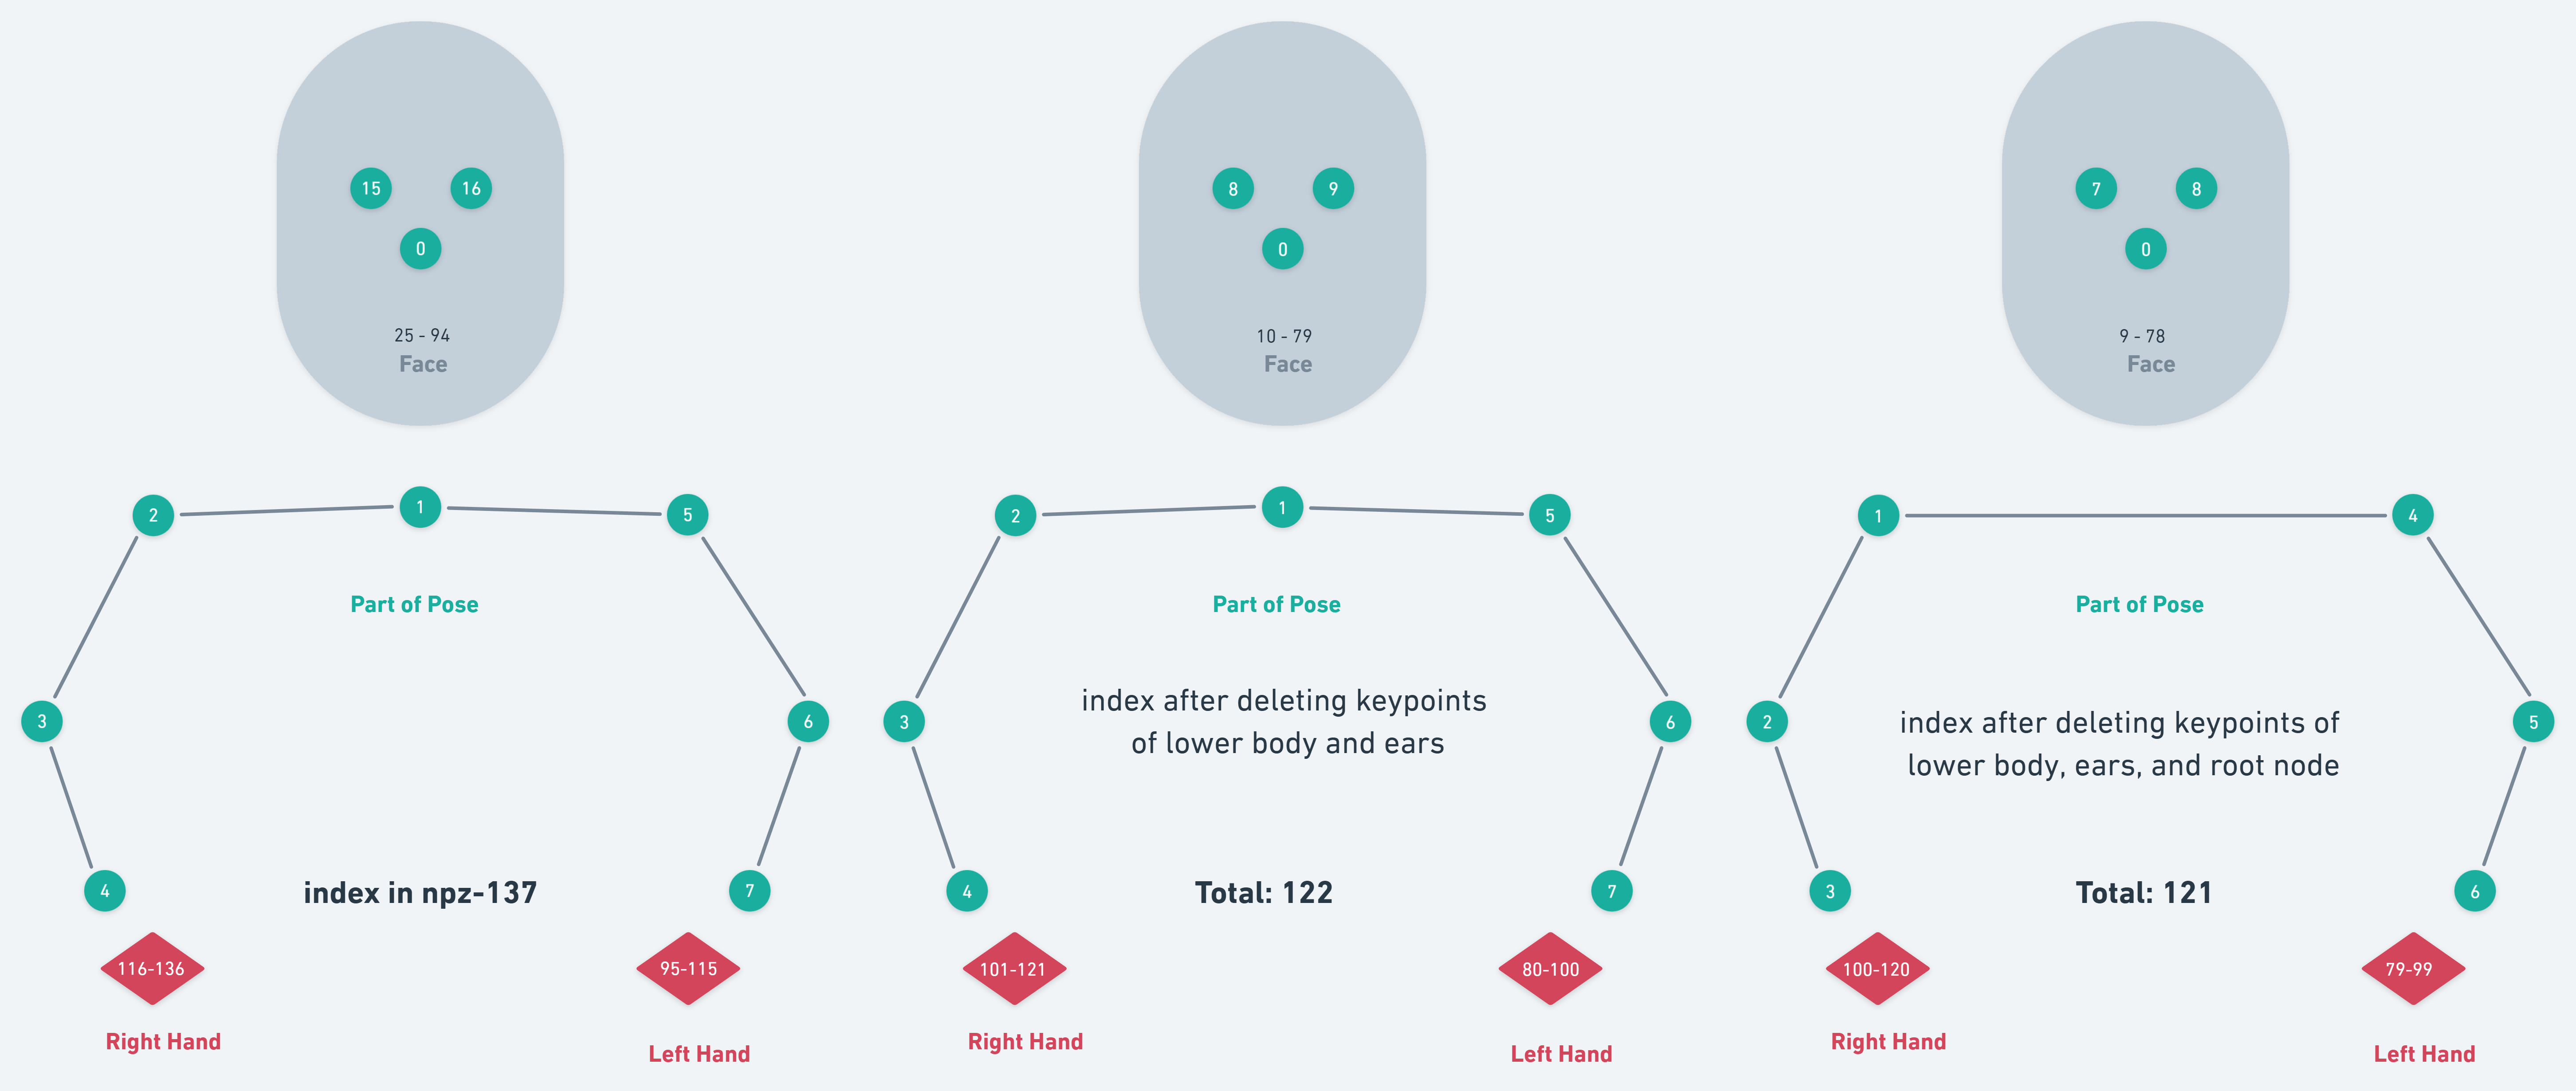 15
16
0
25 - 94
Face
2
1
5
Part of Pose
3
6
4
index in npz-137
7
116-136
95-115
Right Hand
Left Hand
8
9
0
10 - 79
Face
2
1
5
Part of Pose
index after deleting keypoints
of lower body and ears
3
6
4
Total: 122
7
101-121
80-100
Right Hand
Left Hand
7
8
0
9 - 78
Face
1
4
Part of Pose
index after deleting keypoints of
lower body, ears, and root node
2
5
3
Total: 121
6
100-120
79-99
Right Hand
Left Hand